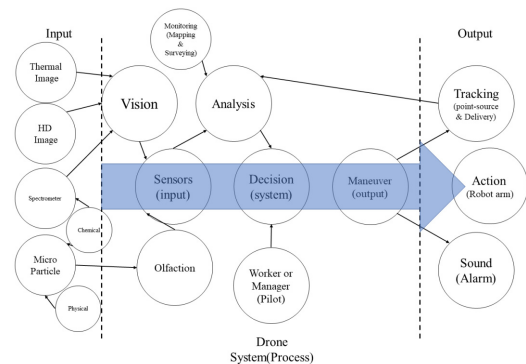 Input
Output
Monitoring
(Mapping
&
Surveying)
Thermal
Image
HD
Image
Vision
Analysis
Tracking
(point-source
& Delivery)
Spectrometer
Chemical
Micro
Particle
Physical
Sensors
(input)
Decision
(system)
Maneuver
(output)
Action
(Robot arm)
Olfaction
Worker or
Manager
(Pilot)
Sound
(Alarm)
Drone
System(Process)